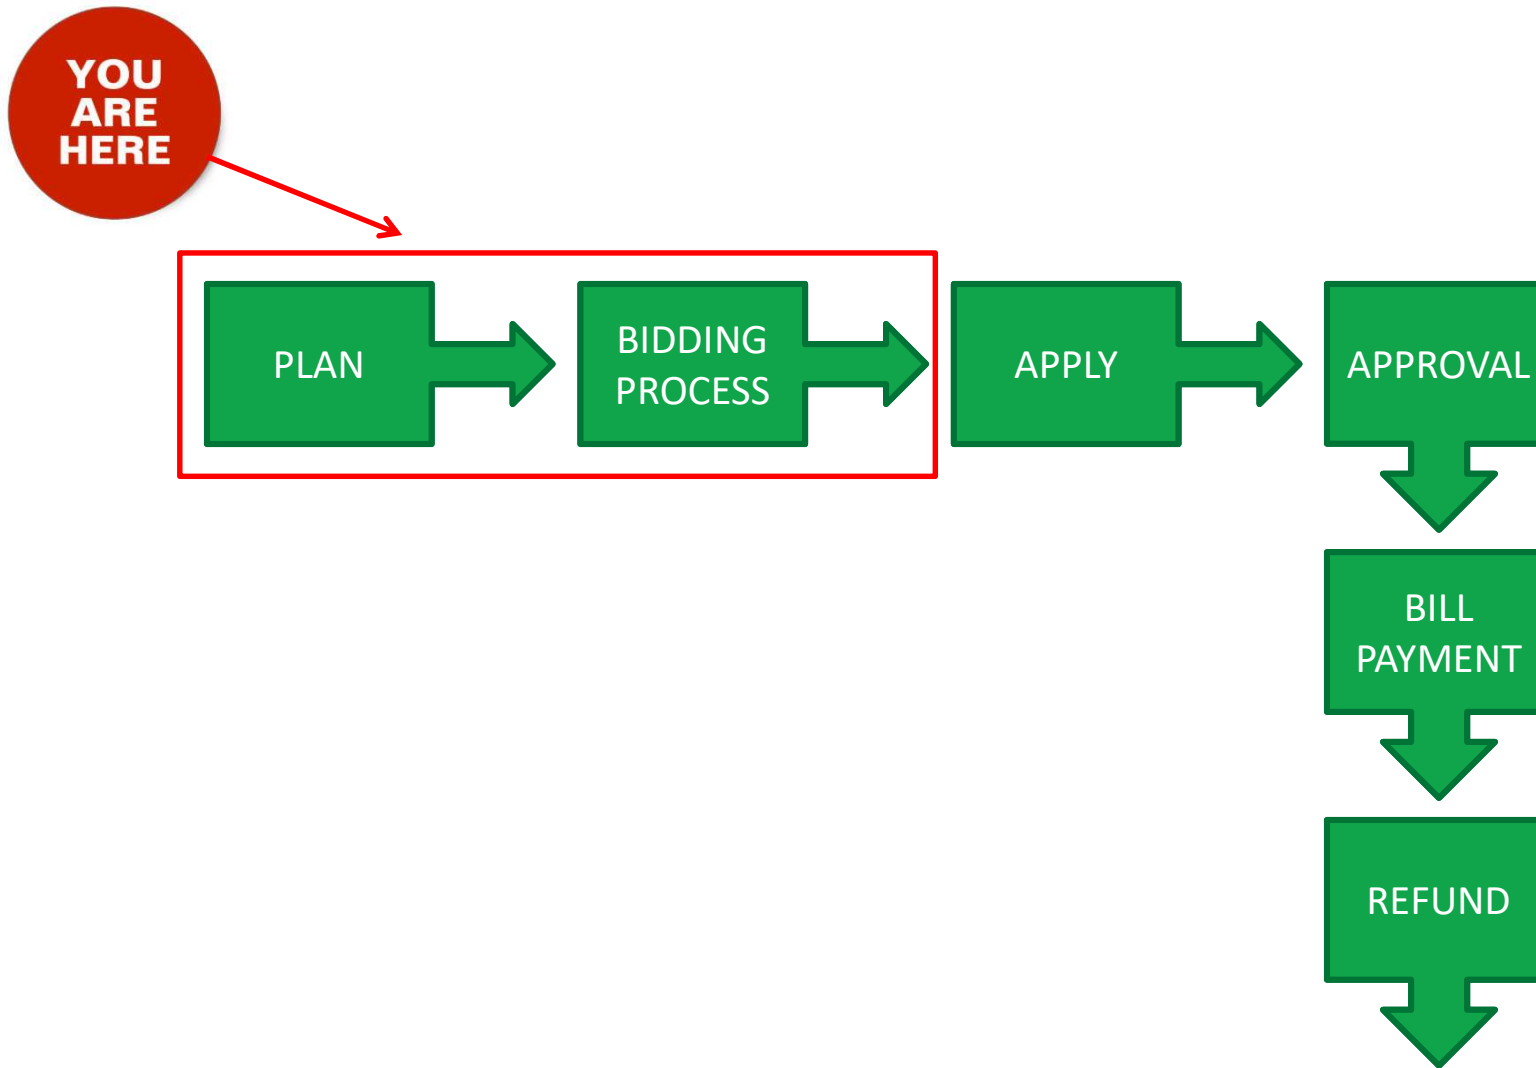 YOU
ARE
HERE
PLAN
BIDDING
PROCESS
APPLY
APPROVAL
BILL
PAYMENT
REFUND